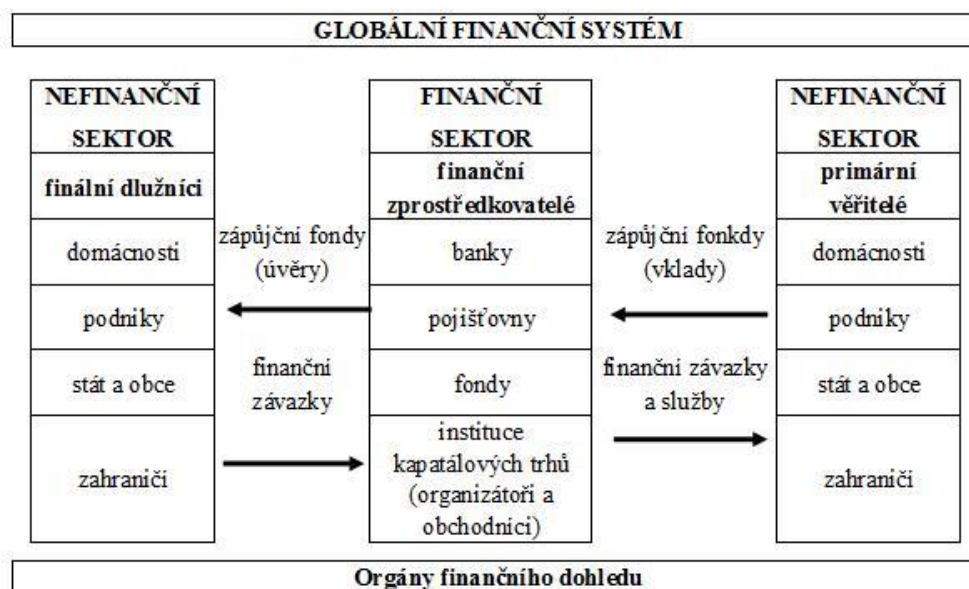 GLOBÁLNÍ FINANČNÍ SYSTÉM
NEFINANČNÍ
SEKTOR
finální dlužníci
domácnosti
podniky
stát a obce
zahraničí
zápůjční fondy
(úvěry)
finanční
závazky
FINANČNÍ
SEKTOR
finanční
zprostředkovatelé
banky
pojišťovny
fondy
instituce
kapatálových trhů
(organizátoři a
obchodníci)
zápůjční fonkdy
(vklady)
finanční závazky
a služby
NEFINANČNÍ
SEKTOR
primární
věřitelé
domácnosti
podniky
stát a obce
zahraničí
Orgány finančního dohledu